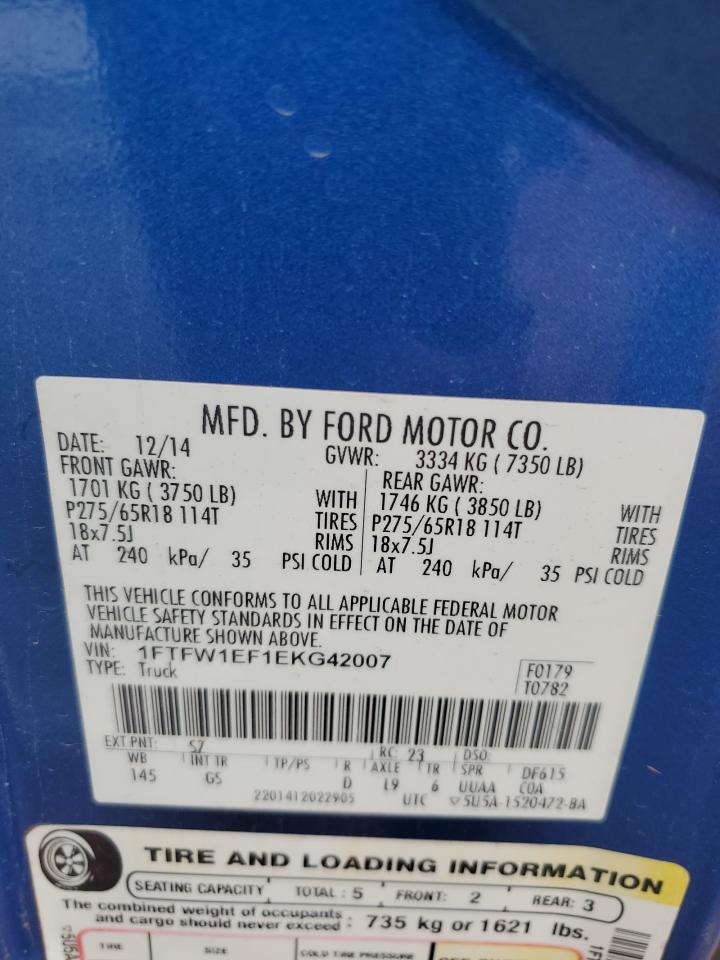 MFD. BY FORD MOTOR CO.
DATE: 12/14 GVWR: 3334 KG ( 7350 LB)
FRONT GAWR: REAR GAWR:
1701 KG ( 3750 LB) WITH 1746 KG ( 3850 LB) WITH
P275/65R18 114T TIRES P275/65R18 114T TIRES
18x7.5J RIMS 18x7.5J RIMS
AT 240 kPa/ 35 PSI COLD AT 240 kPa/ 35 PSI COLD
THIS VEHICLE CONFORMS TO ALL APPLICABLE FEDERAL MOTOR
VEHICLE SAFETY STANDARDS IN EFFECT ON THE DATE OF
MANUFACTURE SHOWN ABOVE.
VIN: 1FTFW1EF1EKG42007
TYPE: Truck
F0179
T0782
EXT PNT: SZ RC: 23 DSO:
WB INT TR TP/PS R AXLE TR SPR DF615
145 GS D L9 6 UUAA COA
2201412022905 UTC ▽5U5A-1520472-BA
TIRE AND LOADING INFORMATION
SEATING CAPACITY TOTAL : 5 FRONT: 2 REAR: 3
The combined weight of occupants
and cargo should never exceed : 735 kg or 1621 lbs.
TIRE SIZE COLD TIRE PRESSURE